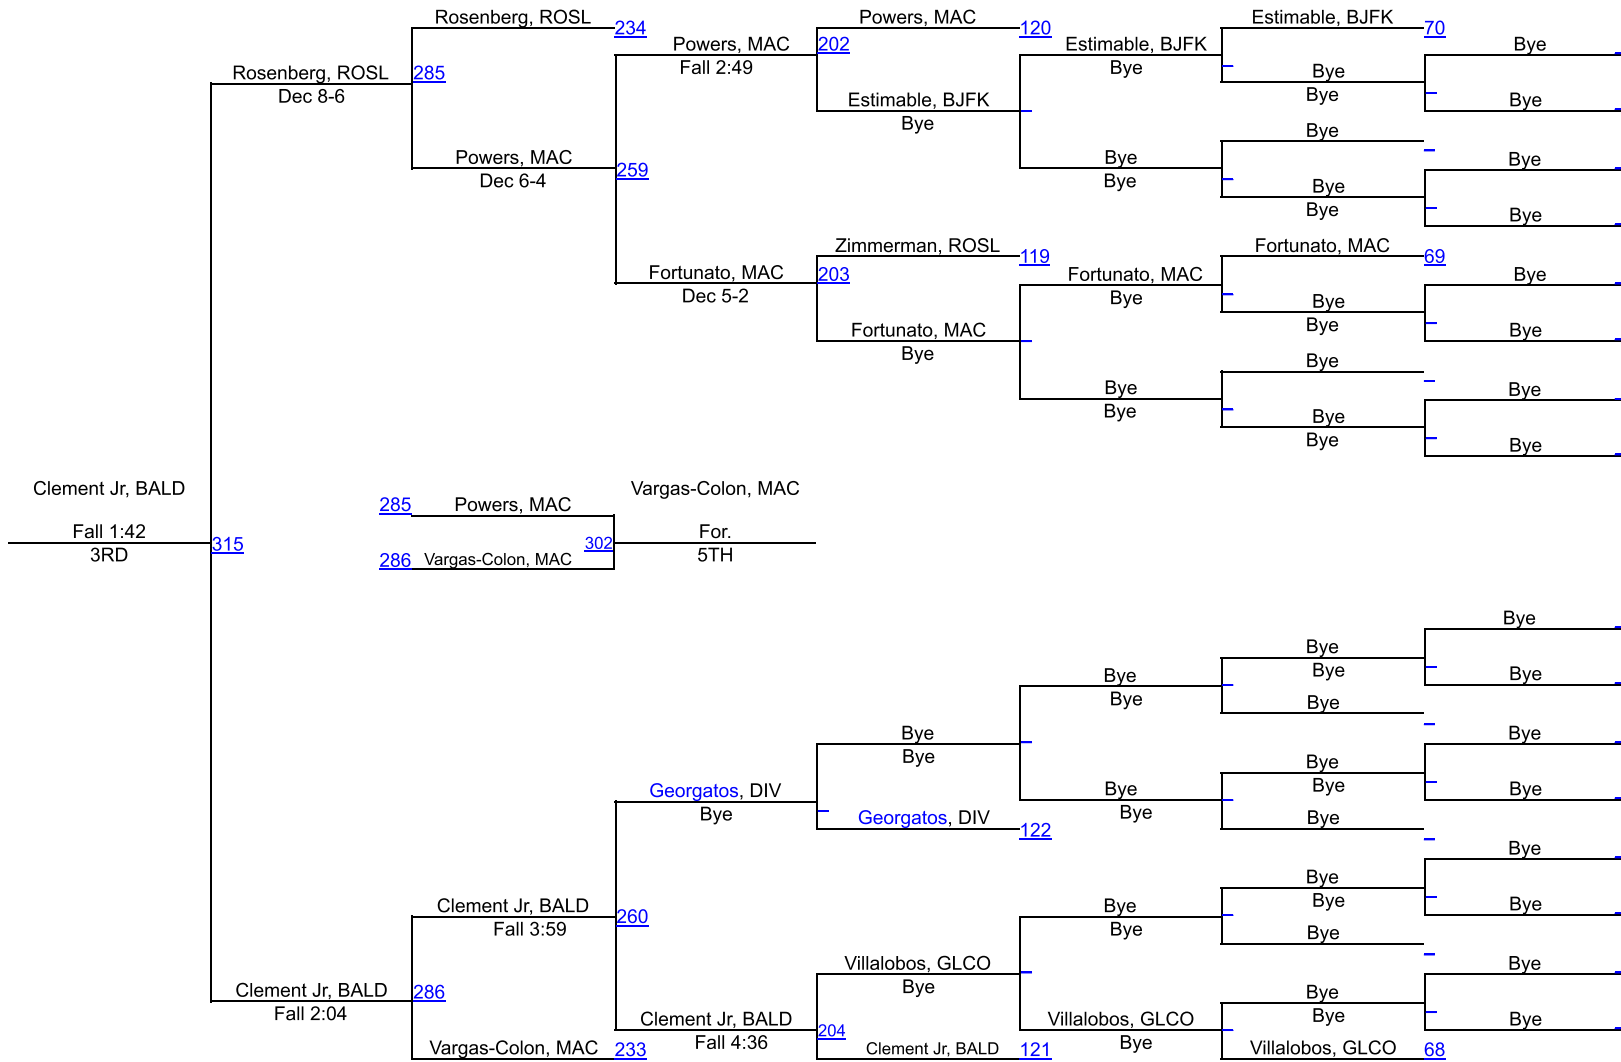 Rosenberg, ROSL
234
Powers, MAC
120
Estimable, BJFK
70
Powers, MAC
202
Estimable, BJFK
Bye
Rosenberg, ROSL
285
Fall 2:49
Bye
Bye
Dec 8-6
Estimable, BJFK
Bye
Bye
Bye
Bye
Powers, MAC
Bye
Bye
259
Dec 6-4
Bye
Bye
Bye
Bye
Zimmerman, ROSL
119
Fortunato, MAC
69
Fortunato, MAC
203
Fortunato, MAC
Bye
Dec 5-2
Bye
Bye
Fortunato, MAC
Bye
Bye
Bye
Bye
Bye
Bye
Bye
Bye
Bye
Bye
Clement Jr, BALD
Vargas-Colon, MAC
285
Powers, MAC
Fall 1:42
For.
315
302
3RD
286
Vargas-Colon, MAC
5TH
Bye
Bye
Bye
Bye
Bye
Bye
Bye
Bye
Bye
Bye
Bye
Georgatos, DIV
Bye
Bye
Bye
Bye
Bye
Georgatos, DIV
122
Bye
Bye
Bye
Bye
Bye
Clement Jr, BALD
260
Bye
Fall 3:59
Bye
Bye
Villalobos, GLCO
Bye
Bye
Clement Jr, BALD
286
Bye
Fall 2:04
Clement Jr, BALD
204
Villalobos, GLCO
Bye
Bye
Fall 4:36
Bye
Vargas-Colon, MAC
233
Clement Jr, BALD
121
Villalobos, GLCO
68